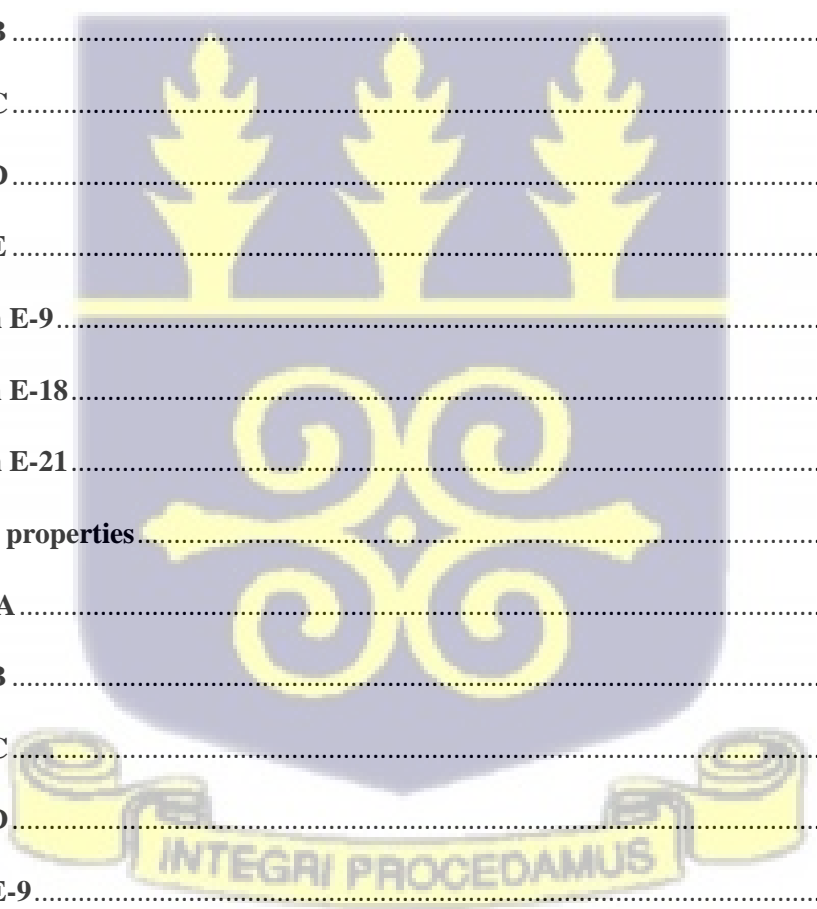 B ........................................................................
C ........................................................................
D ........................................................................
E ........................................................................
E-9 ........................................................................
E-18 ........................................................................
E-21 ........................................................................
properties ........................................................................
A ........................................................................
B ........................................................................
C ........................................................................
D ........................................................................
INTEGRI PROCEDAMUS
E-9 ........................................................................